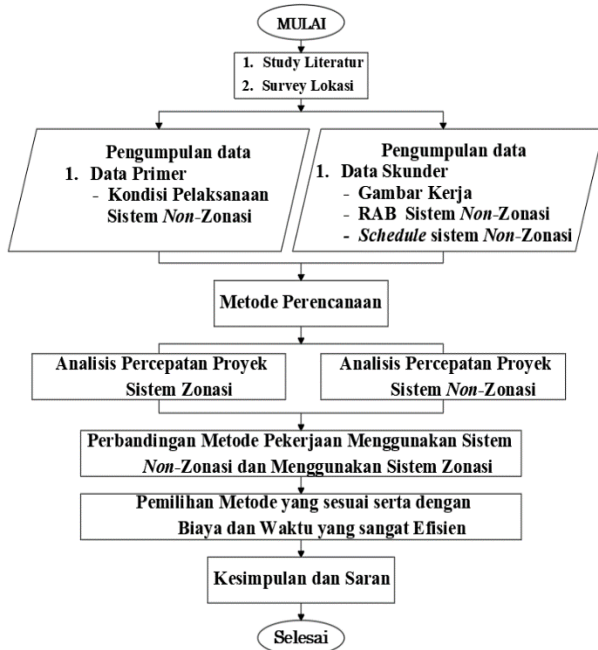 MULAI
1. Study Literatur
2. Survey Lokasi
Pengumpulan data
1. Data Primer
- Kondisi Pelaksanaan
Sistem Non-Zonasi
Pengumpulan data
1. Data Skunder
- Gambar Kerja
- RAB Sistem Non-Zonasi
- Schedule sistem Non-Zonasi
Metode Perencanaan
Analisis Percepatan Proyek
Sistem Zonasi
Analisis Percepatan Proyek
Sistem Non-Zonasi
Perbandingan Metode Pekerjaan Menggunakan Sistem
Non-Zonasi dan Menggunakan Sistem Zonasi
Pemilihan Metode yang sesuai serta dengan
Biaya dan Waktu yang sangat Efisien
Kesimpulan dan Saran
Selesai